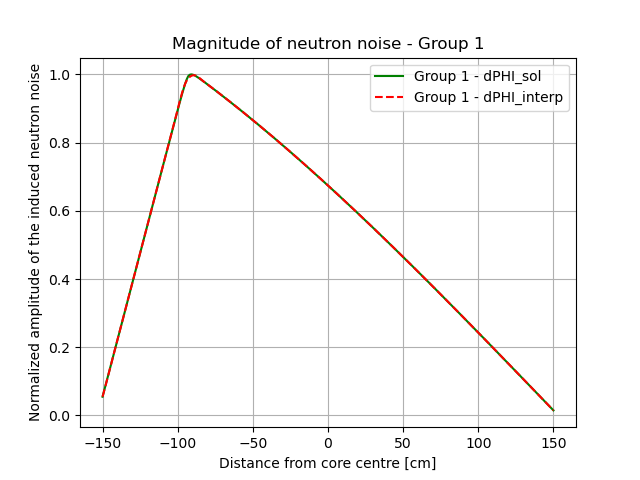 Magnitude of neutron noise - Group 1
Normalized amplitude of the induced neutron noise
1.0
0.8
0.6
0.4
0.2
0.0
Group 1 - dPHI_sol
Group 1 - dPHI_interp
−150
−100
−50
0
50
100
150
Distance from core centre [cm]